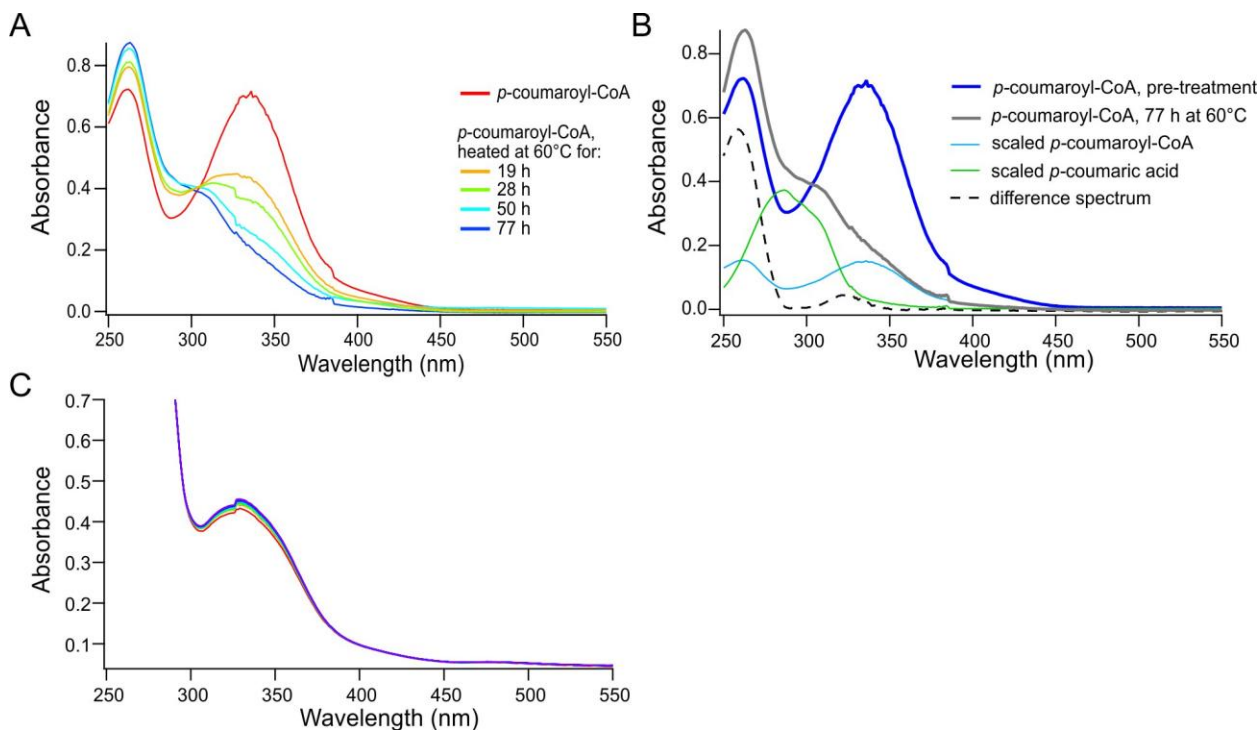 A
0.8
0.6
0.4
0.2
0.0
Absorbance
250 300 350 400 450 500 550
Wavelength (nm)
p-coumaroyl-CoA
p-coumaroyl-CoA,
heated at 60°C for:
19 h
28 h
50 h
77 h
B
0.8
0.6
0.4
0.2
0.0
Absorbance
250 300 350 400 450 500 550
Wavelength (nm)
p-coumaroyl-CoA, pre-treatment
p-coumaroyl-CoA, 77 h at 60°C
scaled p-coumaroyl-CoA
scaled p-coumaric acid
difference spectrum
C
0.7
0.6
0.5
0.4
0.3
0.2
0.1
Absorbance
250 300 350 400 450 500 550
Wavelength (nm)